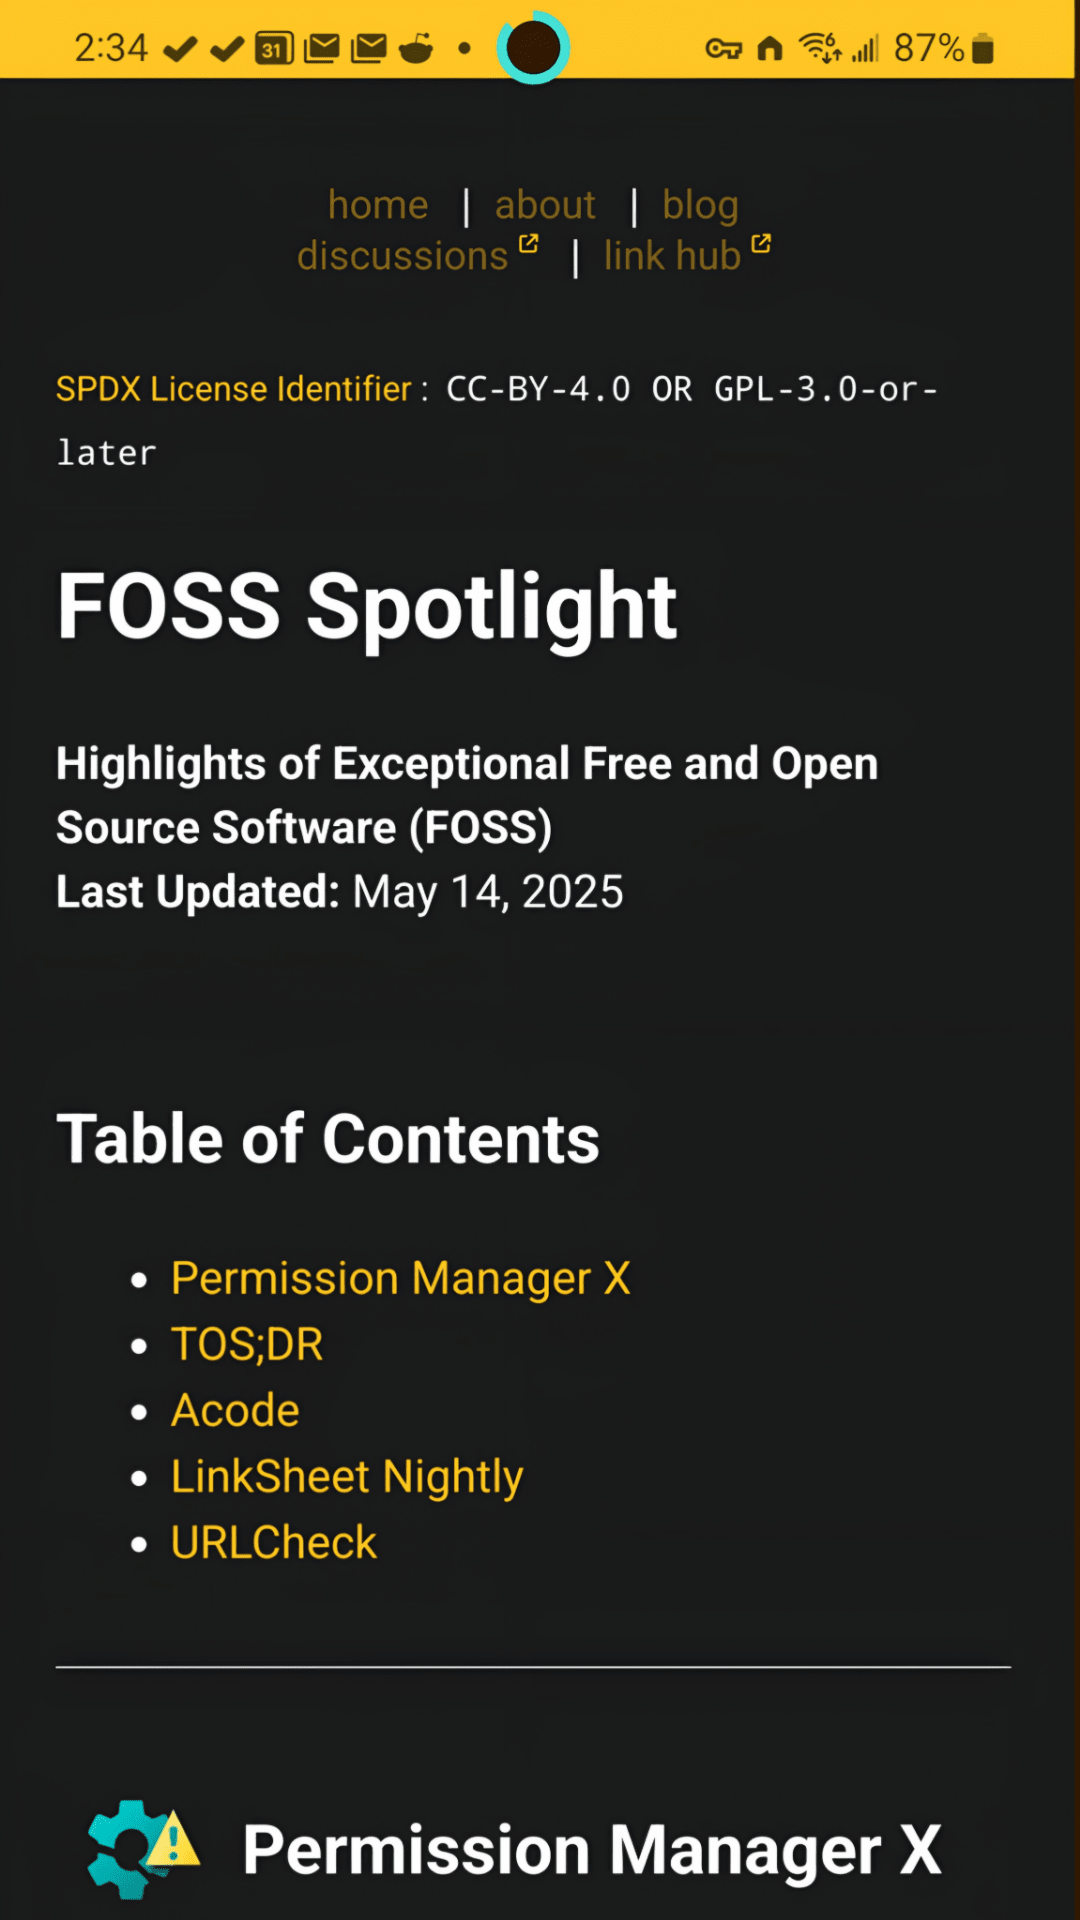 2:34 31 6 87%
home | about | blog
discussions | link hub
SPDX License Identifier : CC-BY-4.0 OR GPL-3.0-or-
later
FOSS Spotlight
Highlights of Exceptional Free and Open
Source Software (FOSS)
Last Updated: May 14, 2025
Table of Contents
• Permission Manager X
• TOS;DR
• Acode
• LinkSheet Nightly
• URLCheck
Permission Manager X